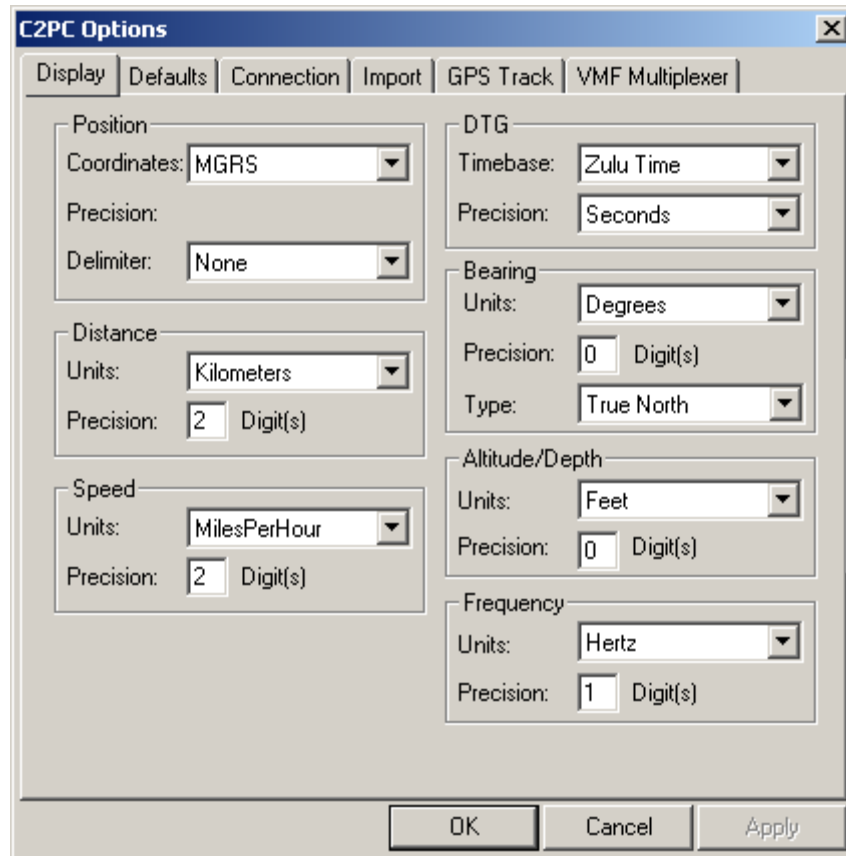 C2PC Options
Display Defaults Connection Import GPS Track VMF Multiplexer
Position
Coordinates: MGRS
Precision:
Delimiter: None
Distance
Units: Kilometers
Precision: 2 Digit(s)
Speed
Units: MilesPerHour
Precision: 2 Digit(s)
DTG
Timebase: Zulu Time
Precision: Seconds
Bearing
Units: Degrees
Precision: 0 Digit(s)
Type: True North
Altitude/Depth
Units: Feet
Precision: 0 Digit(s)
Frequency
Units: Hertz
Precision: 1 Digit(s)
OK Cancel Apply